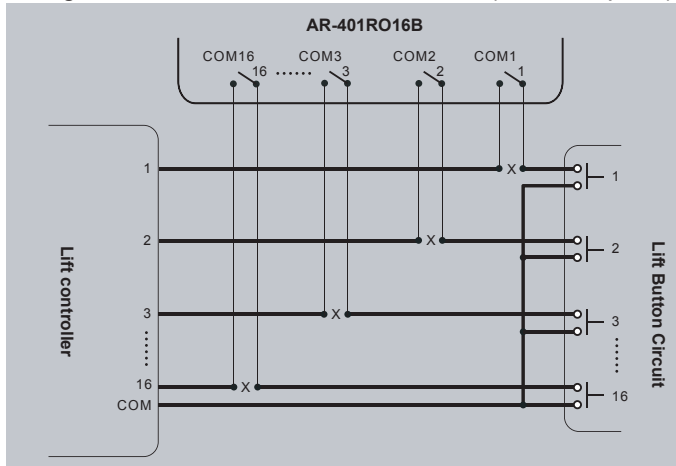 AR-401RO16B
COM16 COM3 COM2 COM1
16 ...... 3 2 1
1 X 1
2 X 2
3 X 3
Lift controller
Lift Button Circuit
16 X 16
COM